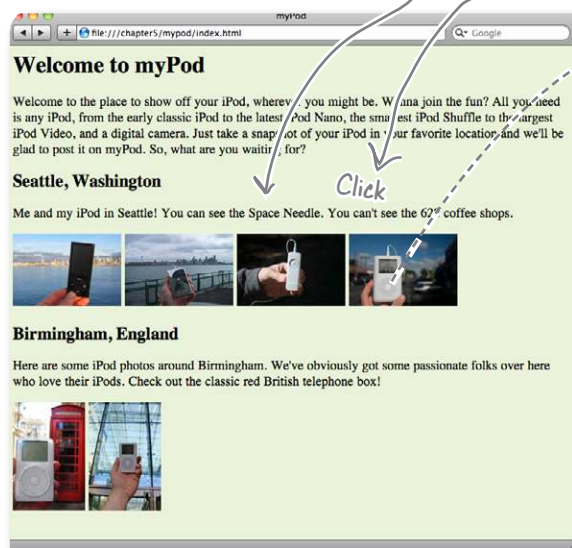 myPod
file:///chapter5/mypod/index.html
Google
Welcome to myPod
Welcome to the place to show off your iPod, wherever you might be. Wanna join the fun? All you need
is any iPod, from the early classic iPod to the latest iPod Nano, the smallest iPod Shuffle to the largest
iPod Video, and a digital camera. Just take a snapshot of your iPod in your favorite location and we'll be
glad to post it on myPod. So, what are you waiting for?
Seattle, Washington
Click
Me and my iPod in Seattle! You can see the Space Needle. You can't see the 628 coffee shops.
Birmingham, England
Here are some iPod photos around Birmingham. We've obviously got some passionate folks over here
who love their iPods. Check out the classic red British telephone box!